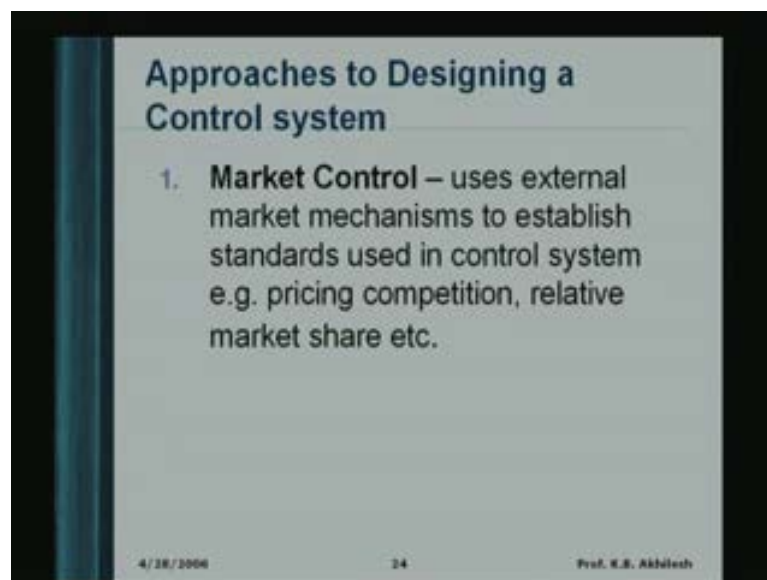 Approaches to Designing a
Control system
1. Market Control – uses external
market mechanisms to establish
standards used in control system
e.g. pricing competition, relative
market share etc.
4/28/2006 24 Prof. K.B. Akhilesh